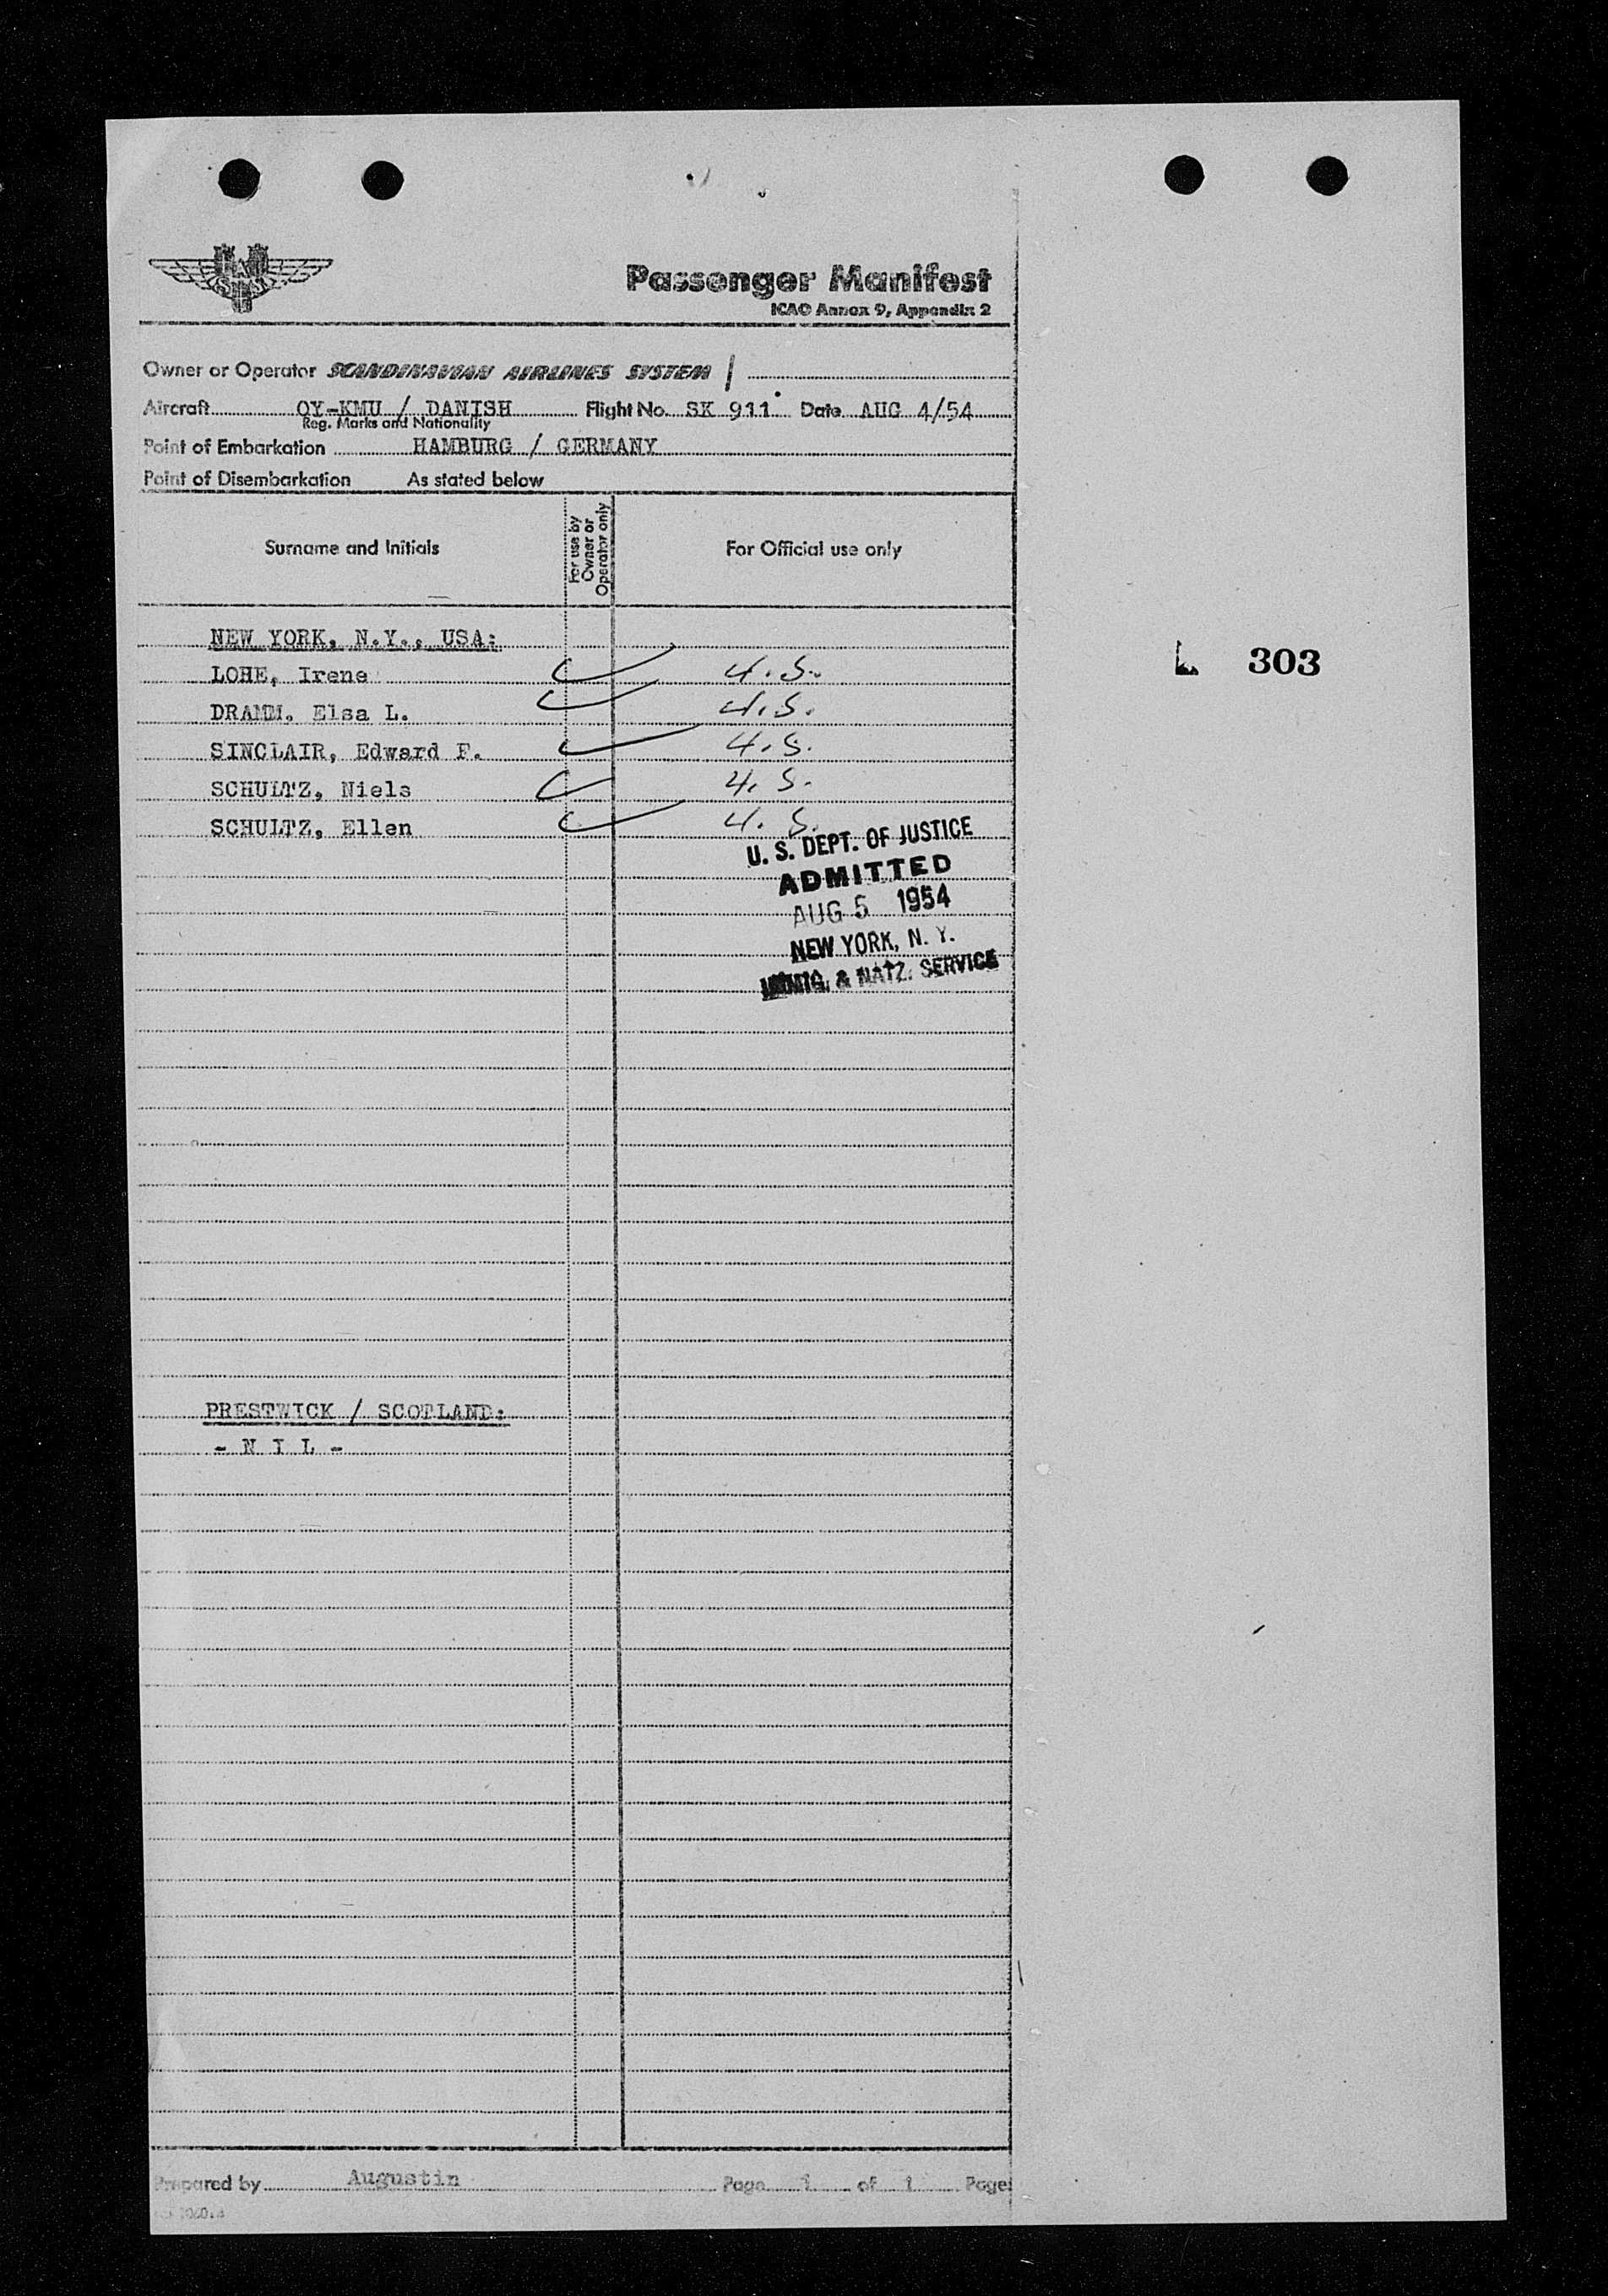 SAS
Passenger Manifest
ICAO Annex 9, Appendix 2
Owner or Operator SCANDINAVIAN AIRLINES SYSTEM /
Aircraft OY-KMU / DANISH Flight No. SK 911 Date AUG 4/54
Reg. Marks and Nationality
Point of Embarkation HAMBURG / GERMANY
Point of Disembarkation As stated below
Surname and Initials For use by Owner or Operator only For Official use only
NEW YORK, N.Y., USA:
LOHE, Irene 4.S.
DRAMM, Elsa L. 4.S.
SINCLAIR, Edward F. 4.S.
SCHULTZ, Niels 4.S.
SCHULTZ, Ellen 4.S.
303
U. S. DEPT. OF JUSTICE
ADMITTED
AUG 5 1954
NEW YORK, N. Y.
IMMIG. & NATZ. SERVICE
PRESTWICK / SCOTLAND:
- N I L -
Prepared by Augustin Page 1 of 1 Page